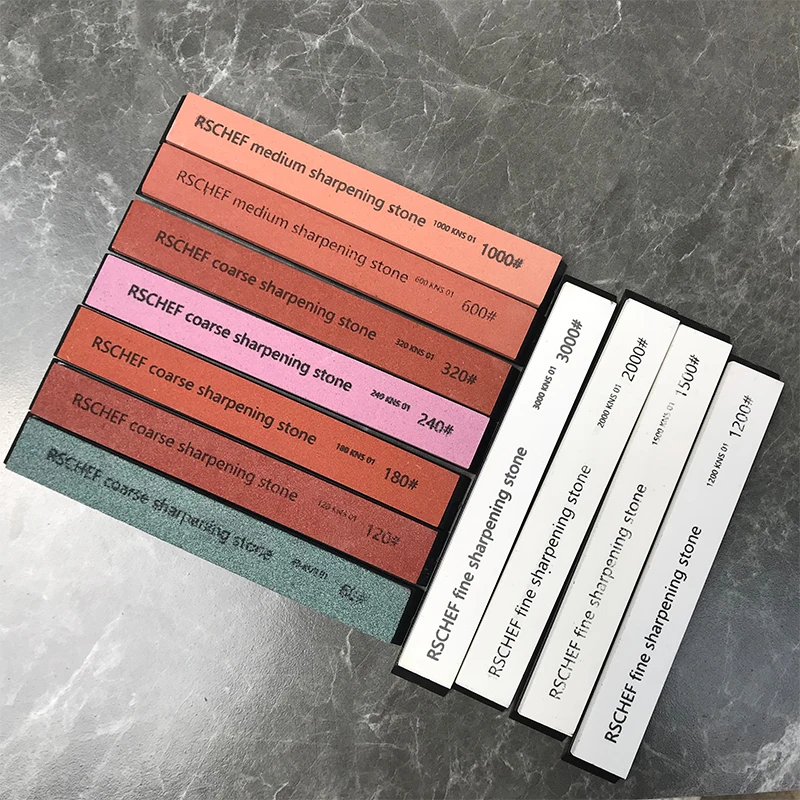 RSCHEF medium sharpening stone 1000 KNS 01 1000#
RSCHEF medium sharpening stone 600 KNS 01 600#
RSCHEF coarse sharpening stone 320 KNS 01 320#
RSCHEF coarse sharpening stone 240 KNS 01 240#
RSCHEF coarse sharpening stone 180 KNS 01 180#
RSCHEF coarse sharpening stone 120 KNS 01 120#
RSCHEF coarse sharpening stone
RSCHEF fine sharpening stone 3000 KNS 01 3000#
RSCHEF fine sharpening stone 2000 KNS 01 2000#
RSCHEF fine sharpening stone 1500 KNS 01 1500#
RSCHEF fine sharpening stone 1200 KNS 01 1200#